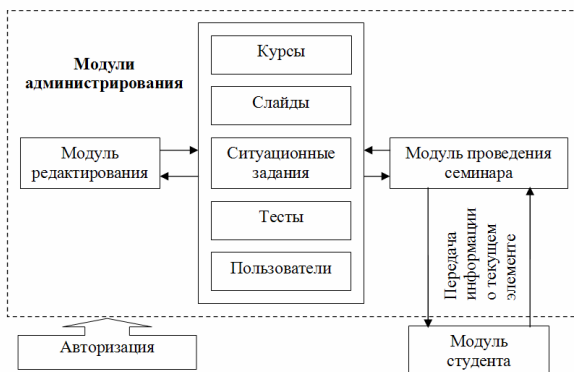 Модули
администрирования
Курсы
Слайды
Модуль
редактирования
Ситуационные
задания
Модуль проведения
семинара
Тесты
Пользователи
Передача
информации
о текущем
элементе
Авторизация
Модуль
студента